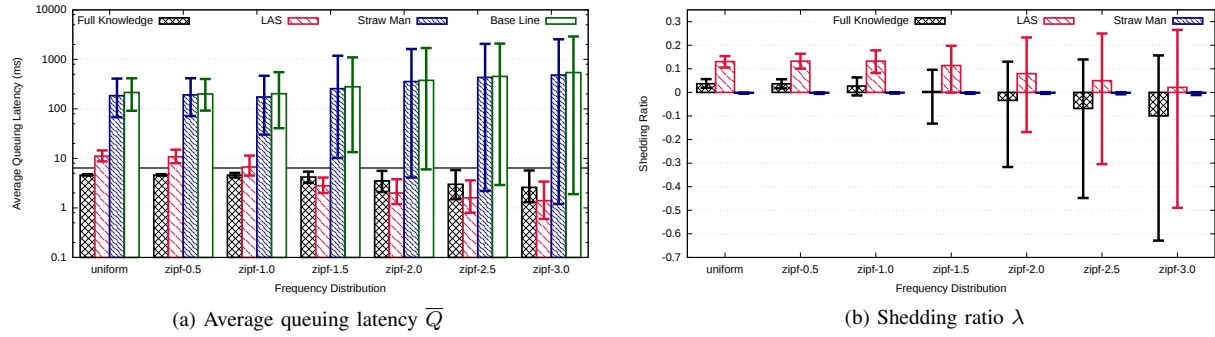 Full Knowledge LAS Straw Man Base Line
10000
1000
100
10
1
0.1
Average Queuing Latency (ms)
uniform zipf-0.5 zipf-1.0 zipf-1.5 zipf-2.0 zipf-2.5 zipf-3.0
Frequency Distribution
(a) Average queuing latency Q̅
Full Knowledge LAS Straw Man
0.3
0.2
0.1
0
-0.1
-0.2
-0.3
-0.4
-0.5
-0.6
-0.7
Shedding Ratio
uniform zipf-0.5 zipf-1.0 zipf-1.5 zipf-2.0 zipf-2.5 zipf-3.0
Frequency Distribution
(b) Shedding ratio λ